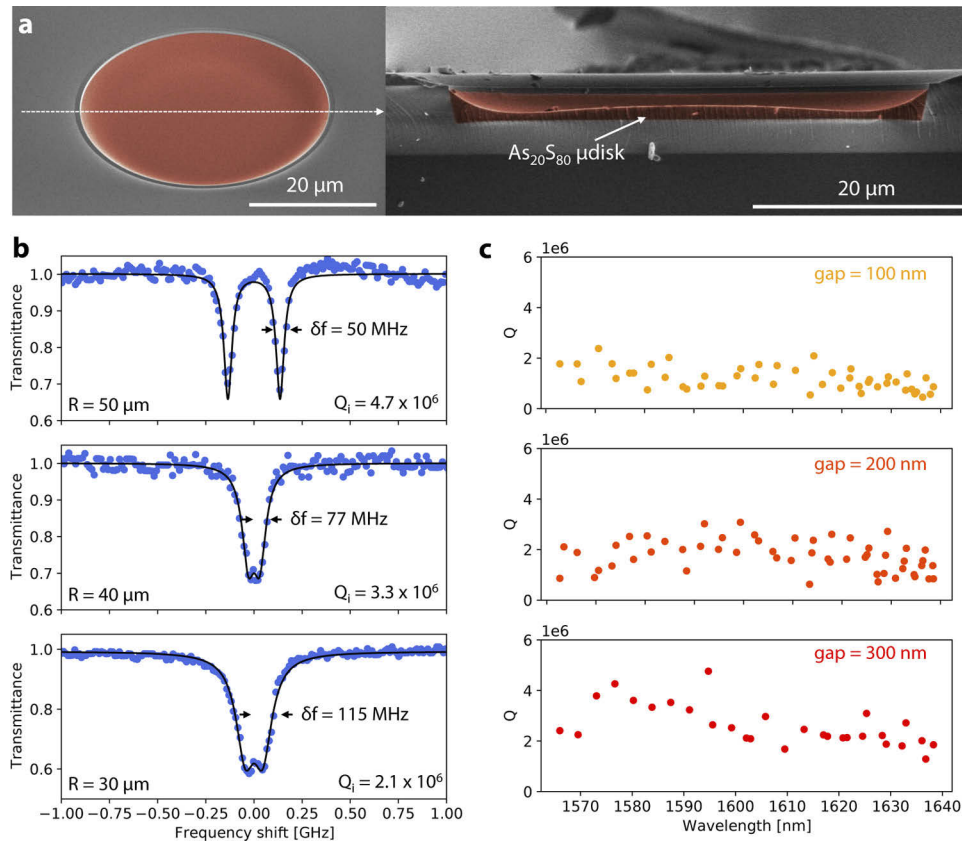 a
20 μm
As₂₀S₈₀ μdisk
20 μm
b
1.0
0.9
0.8
0.7
0.6
Transmittance
δf = 50 MHz
R = 50 μm
Qᵢ = 4.7 x 10⁶
1.0
0.9
0.8
0.7
0.6
Transmittance
δf = 77 MHz
R = 40 μm
Qᵢ = 3.3 x 10⁶
1.0
0.8
0.6
Transmittance
δf = 115 MHz
R = 30 μm
Qᵢ = 2.1 x 10⁶
−1.00 −0.75 −0.50 −0.25 0.00 0.25 0.50 0.75 1.00
Frequency shift [GHz]
c
1e6
6
4
2
0
Q
gap = 100 nm
1e6
6
4
2
0
Q
gap = 200 nm
1e6
6
4
2
0
Q
gap = 300 nm
1570 1580 1590 1600 1610 1620 1630 1640
Wavelength [nm]